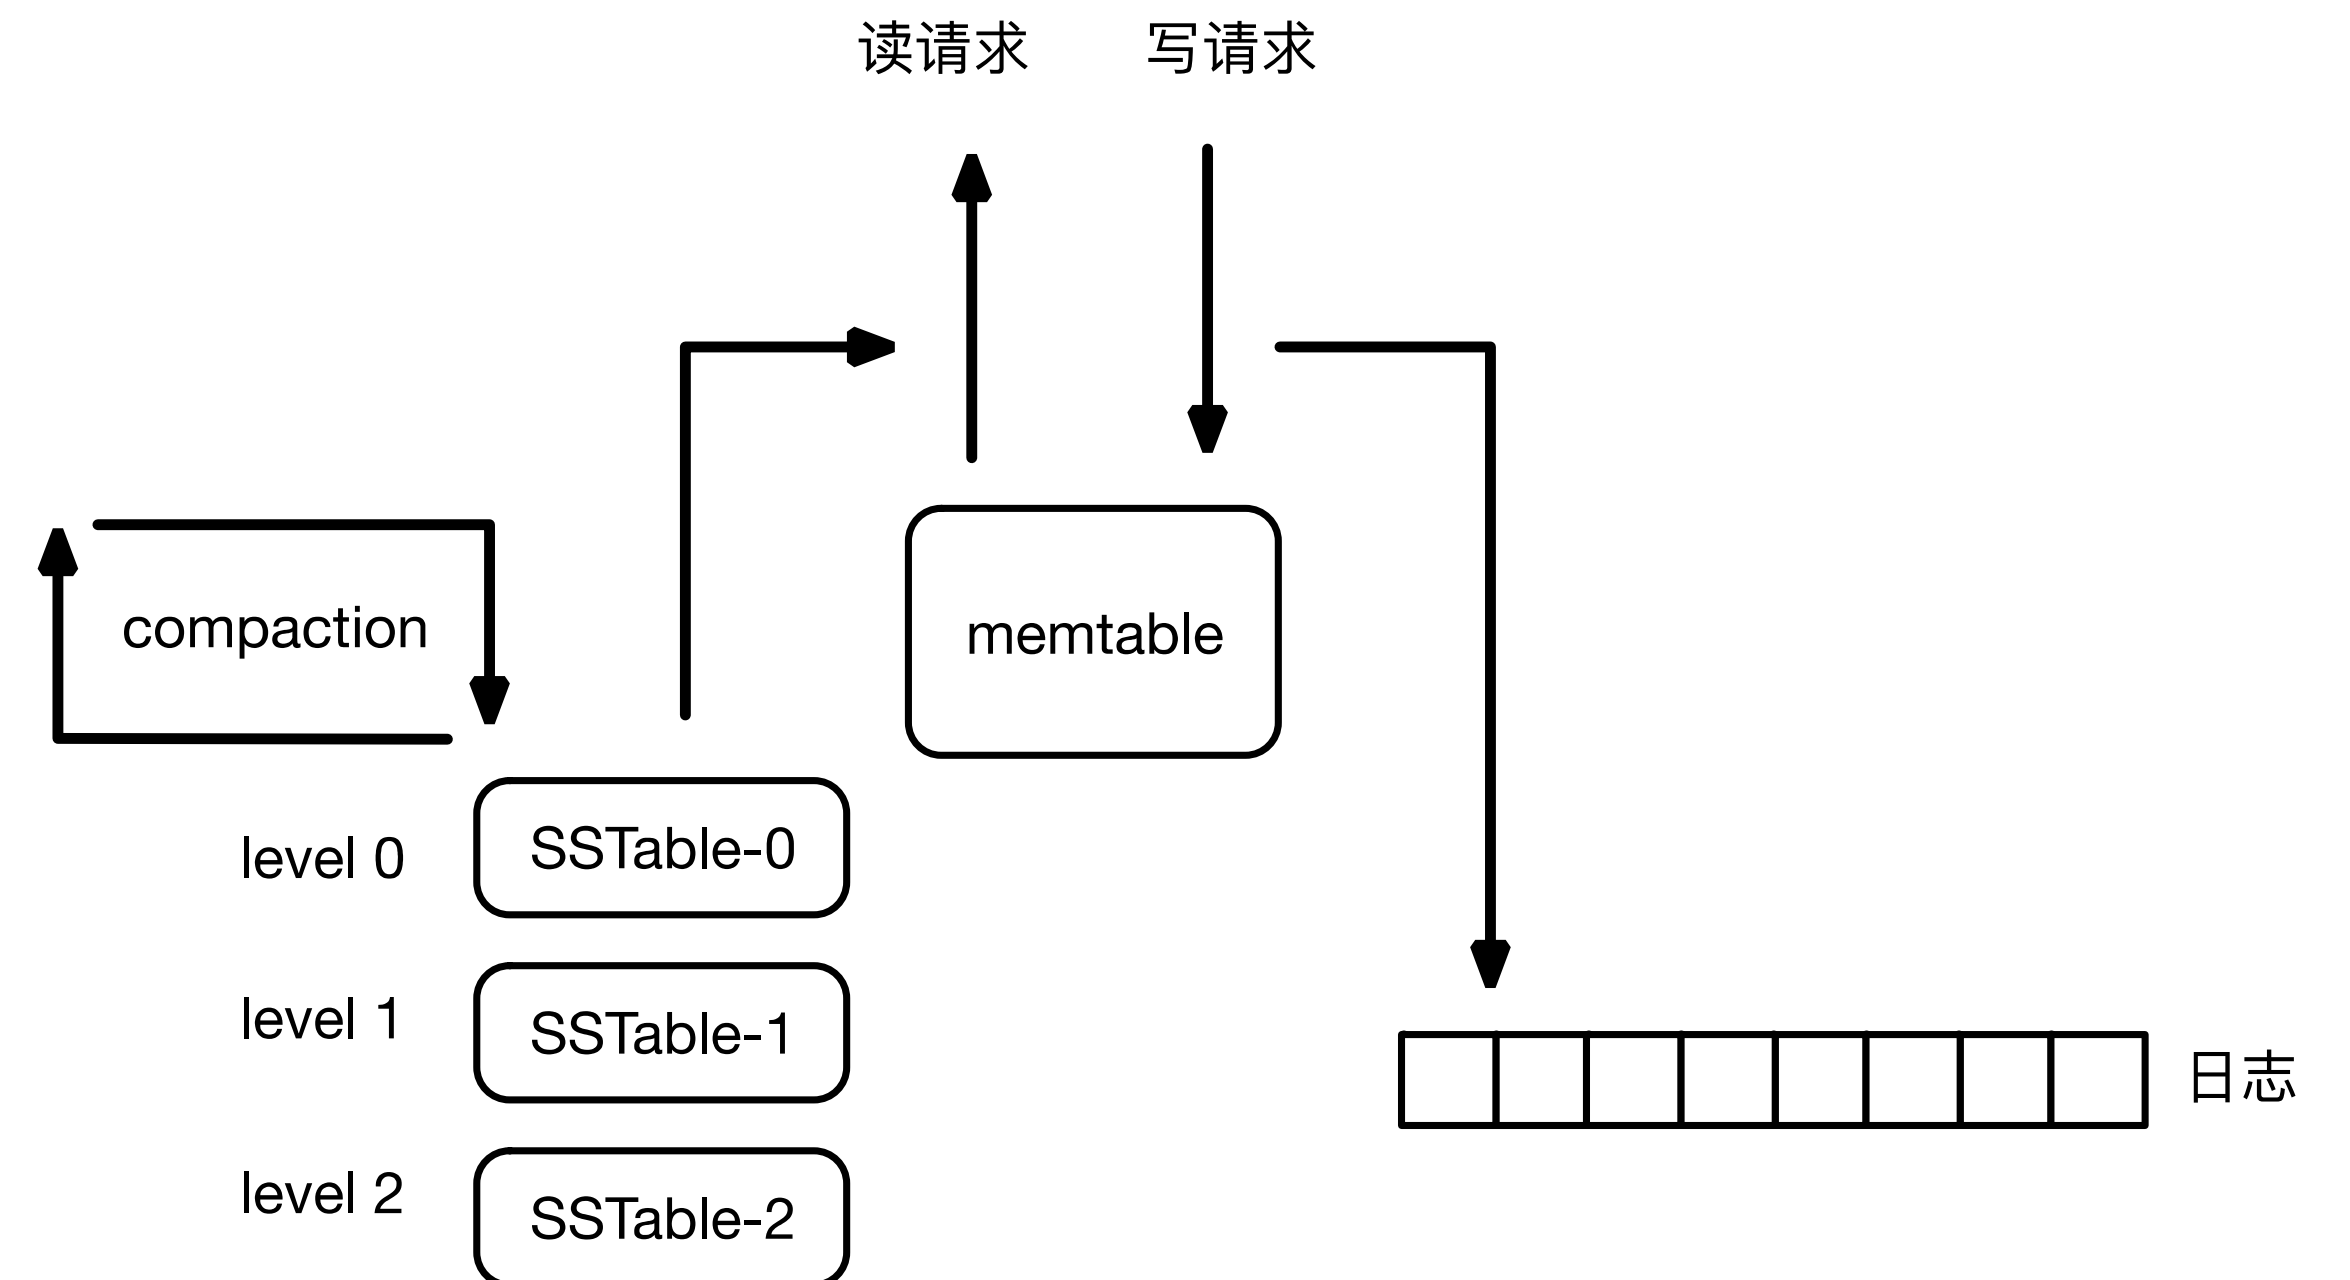 读请求
写请求
compaction
memtable
level 0
SSTable-0
level 1
SSTable-1
日志
level 2
SSTable-2